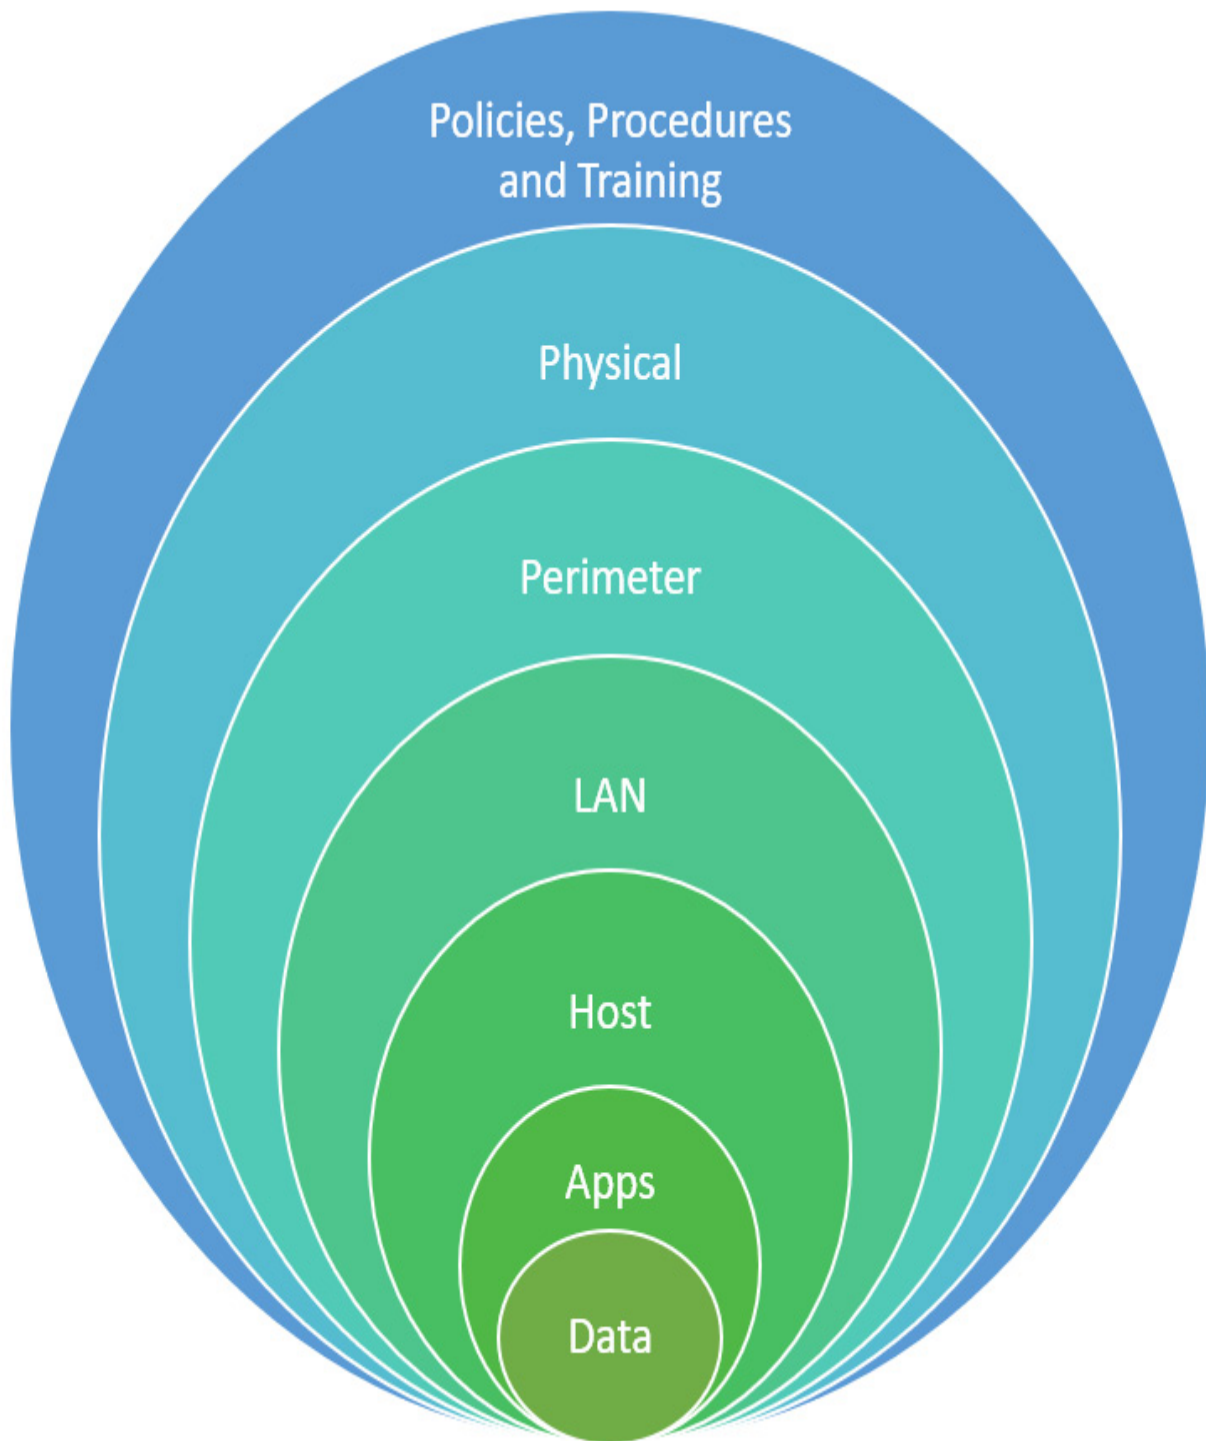 Policies, Procedures
and Training
Physical
Perimeter
LAN
Host
Apps
Data